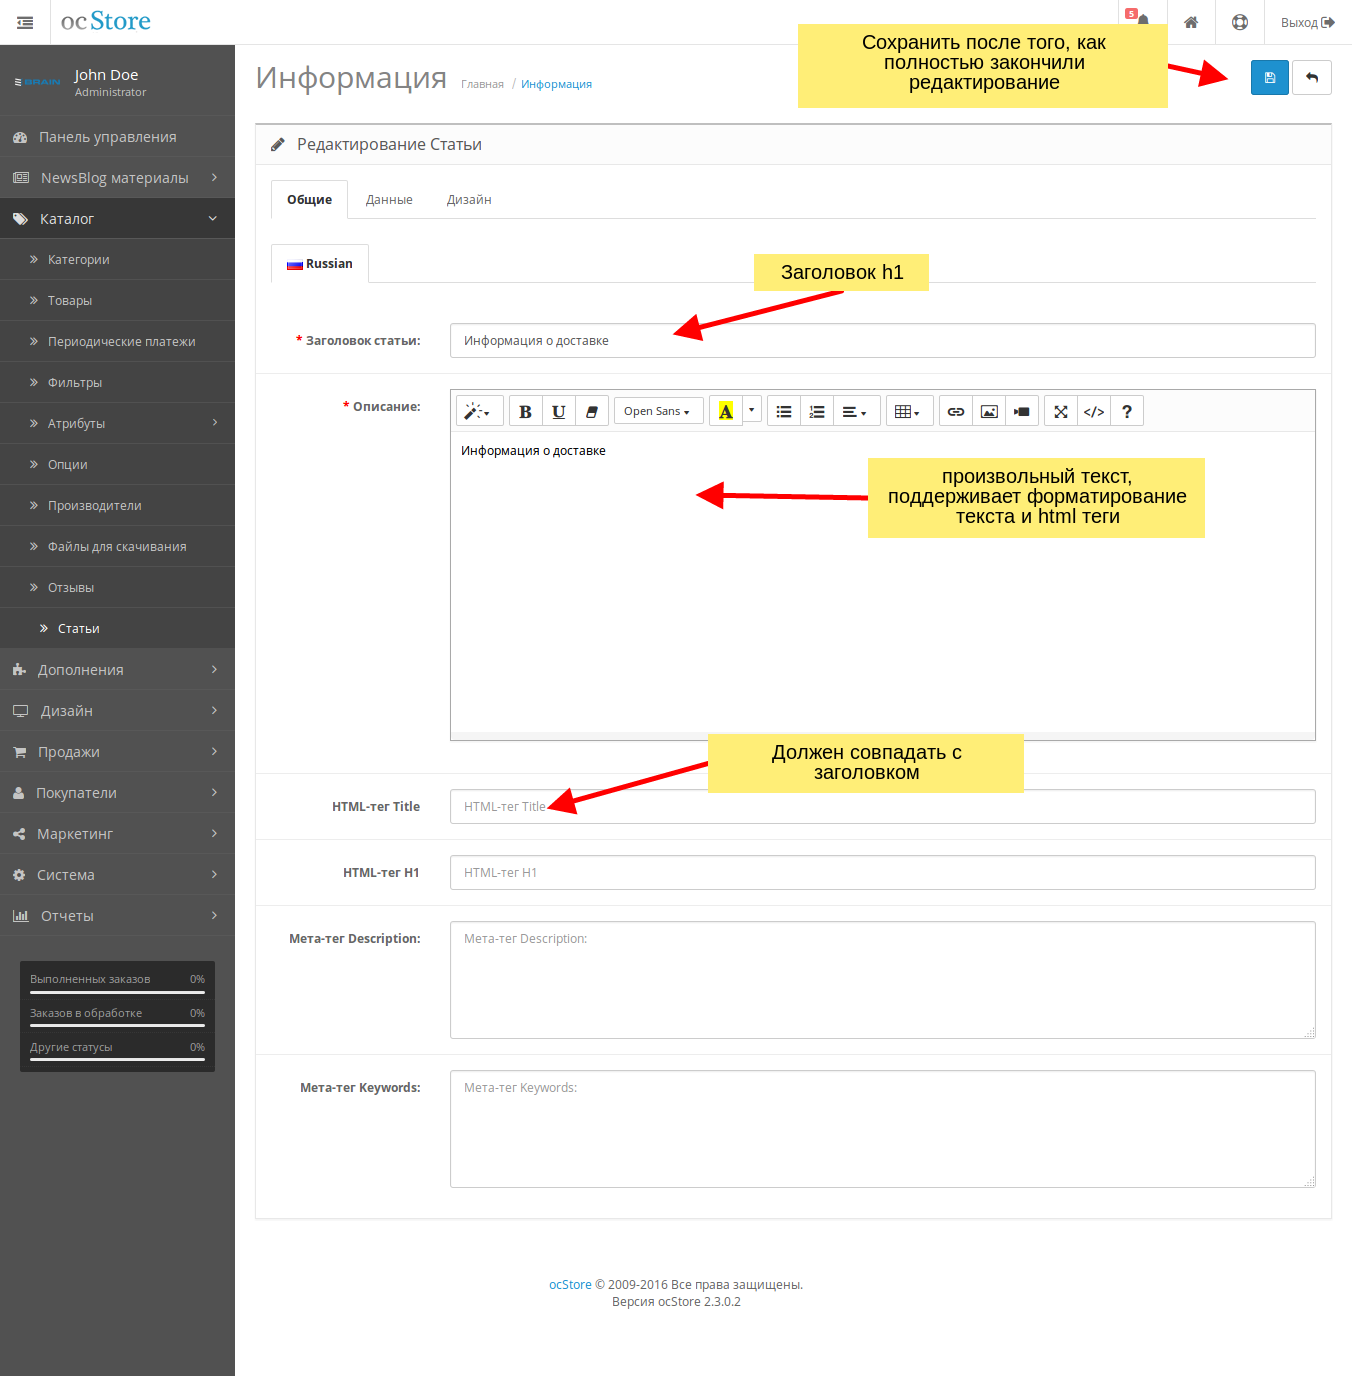 ocStore
5
Выход
John Doe
Administrator
Сохранить после того, как
полностью закончили
редактирование
Информация
Главная / Информация
Панель управления
NewsBlog материалы
Каталог
Категории
Товары
Периодические платежи
Фильтры
Атрибуты
Опции
Производители
Файлы для скачивания
Отзывы
Статьи
Дополнения
Дизайн
Продажи
Покупатели
Маркетинг
Система
Отчеты
Выполненных заказов 0%
Заказов в обработке 0%
Другие статусы 0%
Редактирование Статьи
Общие Данные Дизайн
Russian
Заголовок h1
* Заголовок статьи: Информация о доставке
* Описание:
B U Open Sans A </> ?
Информация о доставке
произвольный текст,
поддерживает форматирование
текста и html теги
Должен совпадать с
заголовком
HTML-тег Title HTML-тег Title
HTML-тег H1 HTML-тег H1
Мета-тег Description: Мета-тег Description:
Мета-тег Keywords: Мета-тег Keywords:
ocStore © 2009-2016 Все права защищены.
Версия ocStore 2.3.0.2